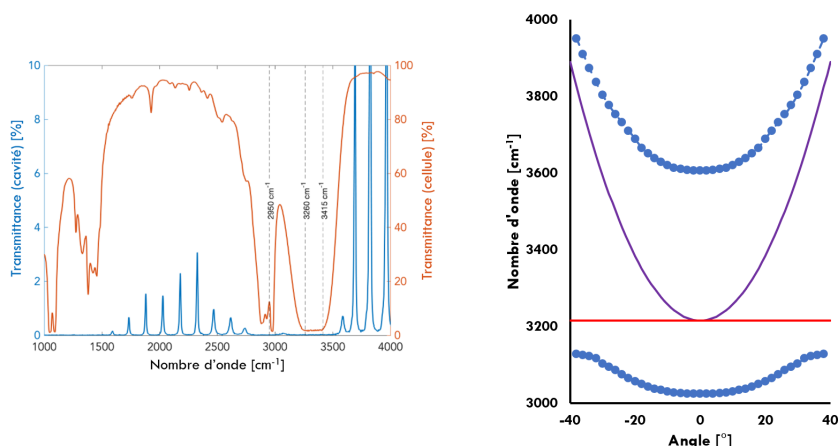 10
8
6
4
2
0
Transmittance (cavité) [%]
100
80
60
40
20
0
Transmittance (cellule) [%]
2950 cm⁻¹
3260 cm⁻¹
3415 cm⁻¹
1000 1500 2000 2500 3000 3500 4000
Nombre d'onde [cm⁻¹]
4000
3800
3600
3400
3200
3000
Nombre d'onde [cm⁻¹]
-40 -20 0 20 40
Angle [°]